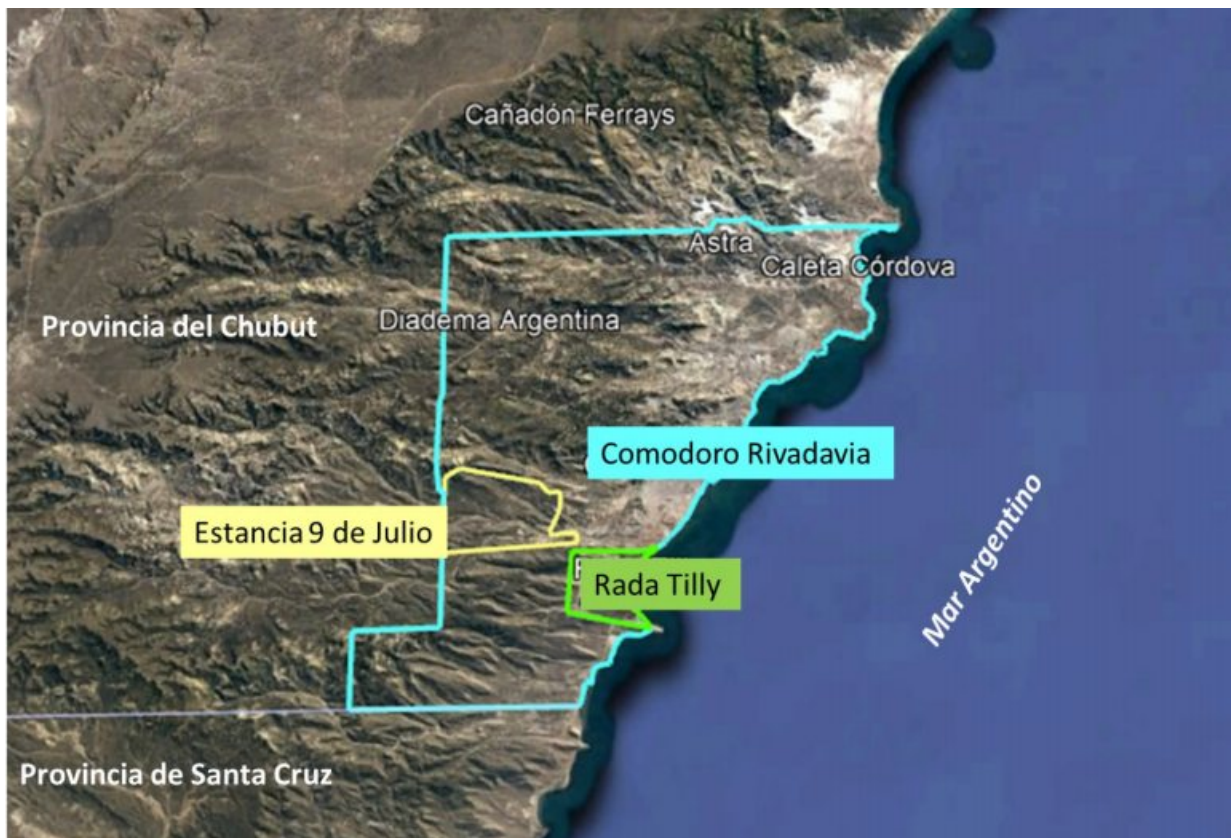 Cañadón Ferrays
Astra
Caleta Córdova
Provincia del Chubut
Diadema Argentina
Comodoro Rivadavia
Estancia 9 de Julio
Rada Tilly
Mar Argentino
Provincia de Santa Cruz